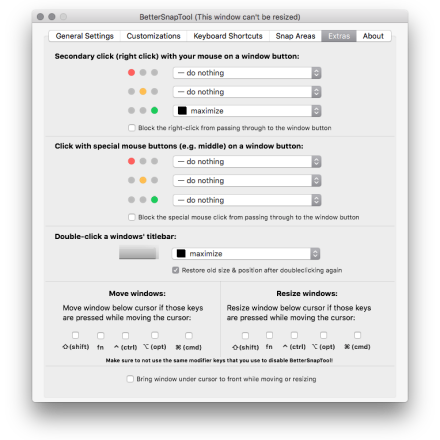 BetterSnapTool (This window can't be resized)
General Settings Customizations Keyboard Shortcuts Snap Areas Extras About
Secondary click (right click) with your mouse on a window button:
— do nothing
— do nothing
maximize
Block the right-click from passing through to the window button
Click with special mouse buttons (e.g. middle) on a window button:
— do nothing
— do nothing
— do nothing
Block the special mouse click from passing through to the window button
Double-click a windows' titlebar:
maximize
Restore old size & position after doubleclicking again
Move windows:
Move window below cursor if those keys
are pressed while moving the cursor:
⇧(shift) fn ^ (ctrl) ⌥ (opt) ⌘ (cmd)
Resize windows:
Resize window below cursor if those keys
are pressed while moving the cursor:
⇧(shift) fn ^ (ctrl) ⌥ (opt) ⌘ (cmd)
Make sure to not use the same modifier keys that you use to disable BetterSnapTool!
Bring window under cursor to front while moving or resizing